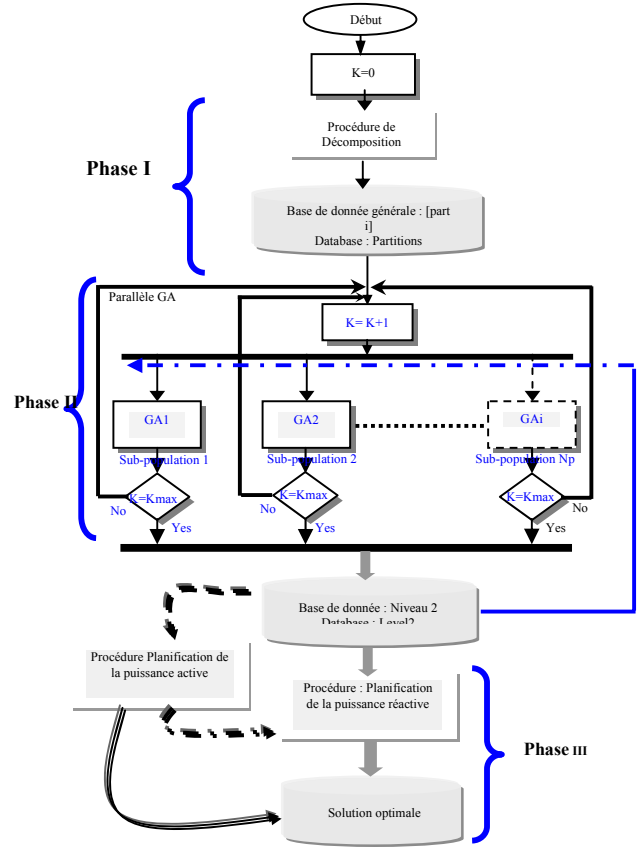 Début
K=0
Procédure de
Décomposition
Phase I
Base de donnée générale : [part
i]
Database : Partitions
Parallèle GA
K= K+1
Phase II
GA1
GA2
GAi
Sub-population 1
Sub-population 2
Sub-population Np
K=Kmax
K=Kmax
K=Kmax
No
No
No
Yes
Yes
Yes
Base de donnée : Niveau 2
Database : Level2
Procédure Planification de
la puissance active
Procédure : Planification
de la puissance réactive
Phase III
Solution optimale